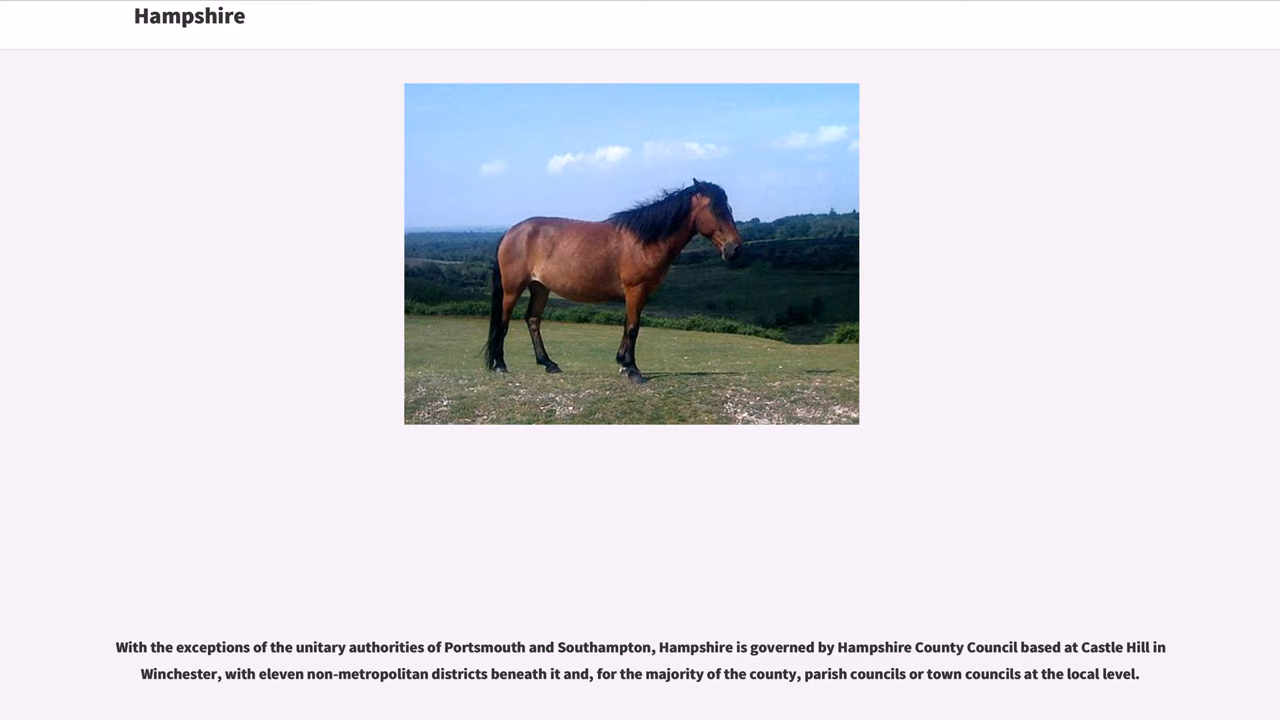 Hampshire
With the exceptions of the unitary authorities of Portsmouth and Southampton, Hampshire is governed by Hampshire County Council based at Castle Hill in
Winchester, with eleven non-metropolitan districts beneath it and, for the majority of the county, parish councils or town councils at the local level.